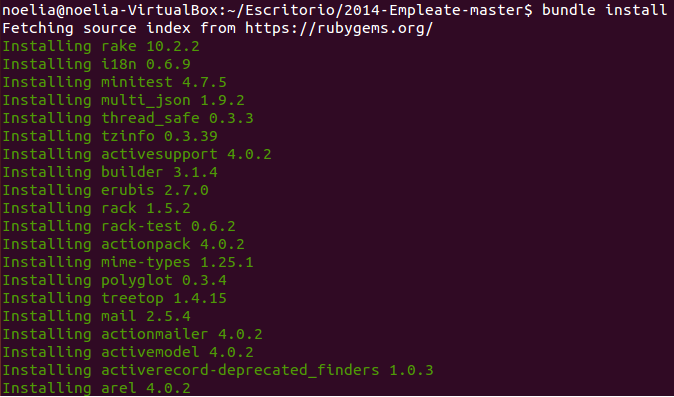 noelia@noelia-VirtualBox:~/Escritorio/2014-Empleate-master$ bundle install
Fetching source index from https://rubygems.org/
Installing rake 10.2.2
Installing i18n 0.6.9
Installing minitest 4.7.5
Installing multi_json 1.9.2
Installing thread_safe 0.3.3
Installing tzinfo 0.3.39
Installing activesupport 4.0.2
Installing builder 3.1.4
Installing erubis 2.7.0
Installing rack 1.5.2
Installing rack-test 0.6.2
Installing actionpack 4.0.2
Installing mime-types 1.25.1
Installing polyglot 0.3.4
Installing treetop 1.4.15
Installing mail 2.5.4
Installing actionmailer 4.0.2
Installing activemodel 4.0.2
Installing activerecord-deprecated_finders 1.0.3
Installing arel 4.0.2